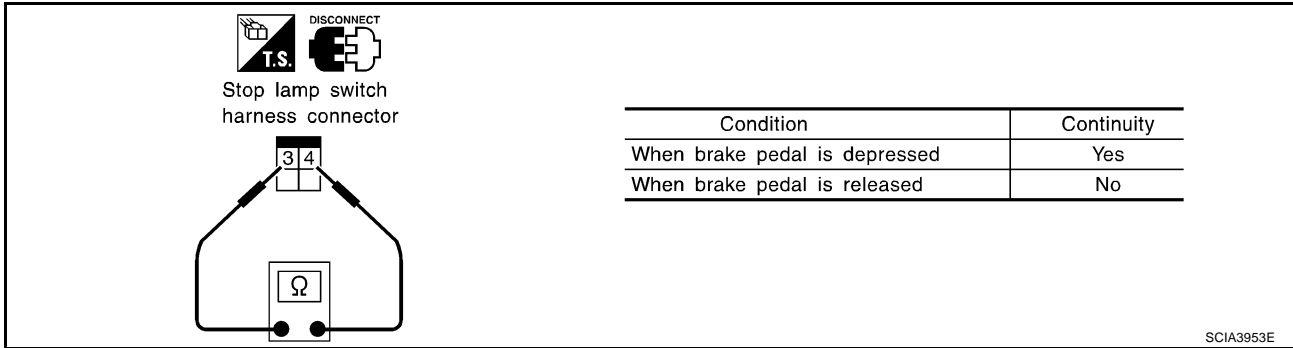 DISCONNECT
T.S.
Stop lamp switch
harness connector
3 4
Ω
Condition Continuity
When brake pedal is depressed Yes
When brake pedal is released No
SCIA3953E